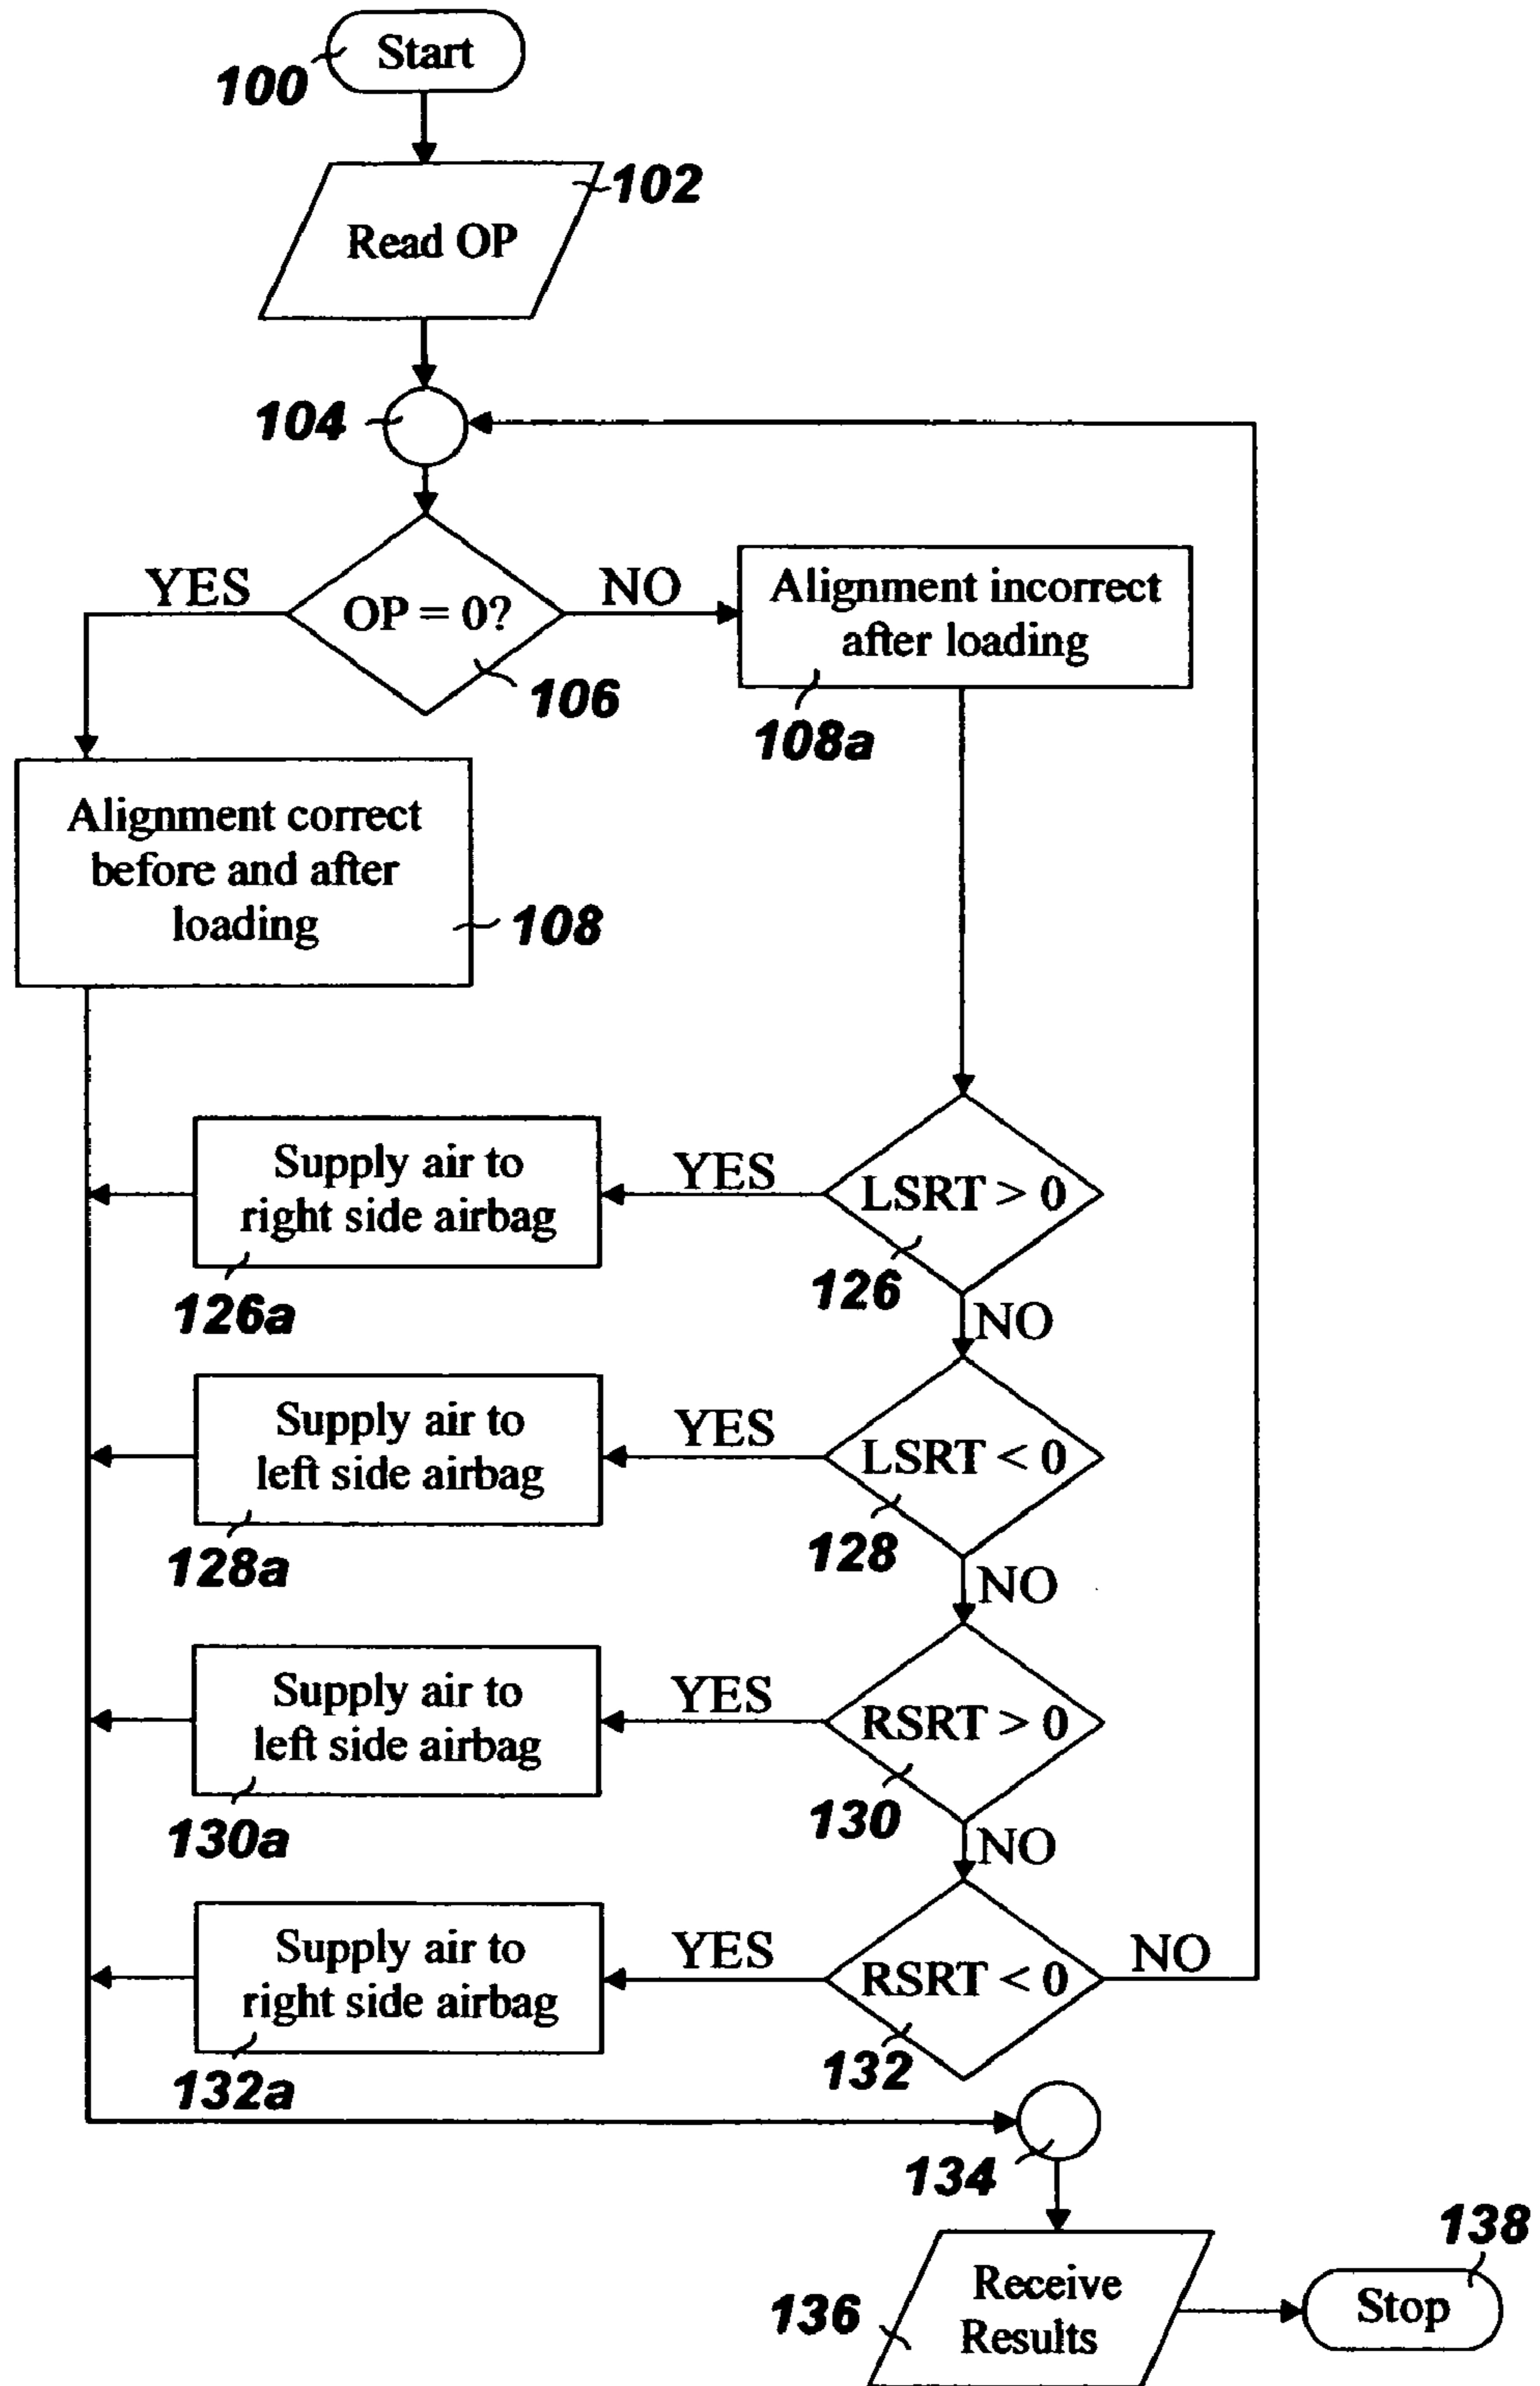 Start
100
102
Read OP
104
YES
OP = 0?
NO
106
Alignment incorrect
after loading
108a
Alignment correct
before and after
loading
108
Supply air to
right side airbag
126a
YES
LSRT > 0
126
NO
Supply air to
left side airbag
128a
YES
LSRT < 0
128
NO
Supply air to
left side airbag
130a
YES
RSRT > 0
130
NO
Supply air to
right side airbag
132a
YES
RSRT < 0
NO
132
134
136
Receive
Results
138
Stop